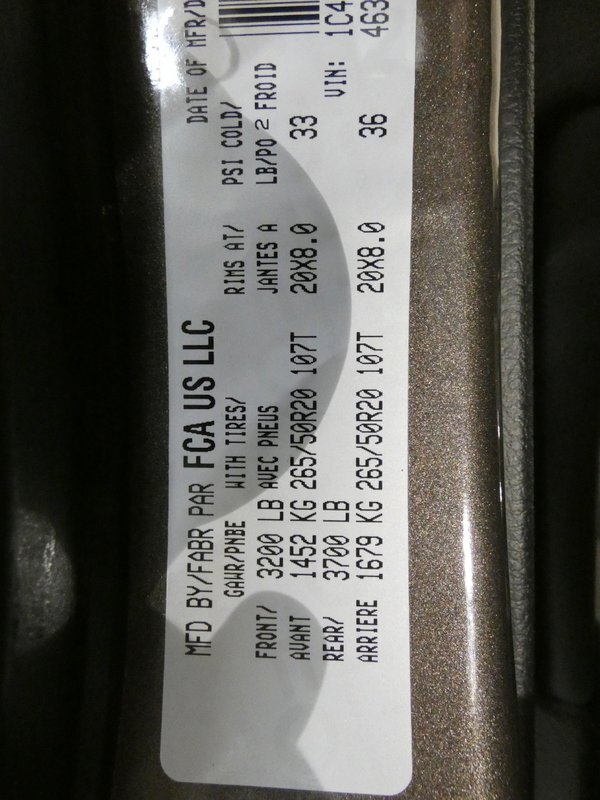 MFD BY/FABR PAR FCA US LLC DATE OF MFR/D
GAWR/PNBE WITH TIRES/ RIMS AT/ PSI COLD/
FRONT/ 3200 LB AVEC PNEUS JANTES A LB/PO 2 FROID
AVANT 1452 KG 265/50R20 107T 20X8.0 33
REAR/ 3700 LB VIN: 1C4
ARRIERE 1679 KG 265/50R20 107T 20X8.0 36 463